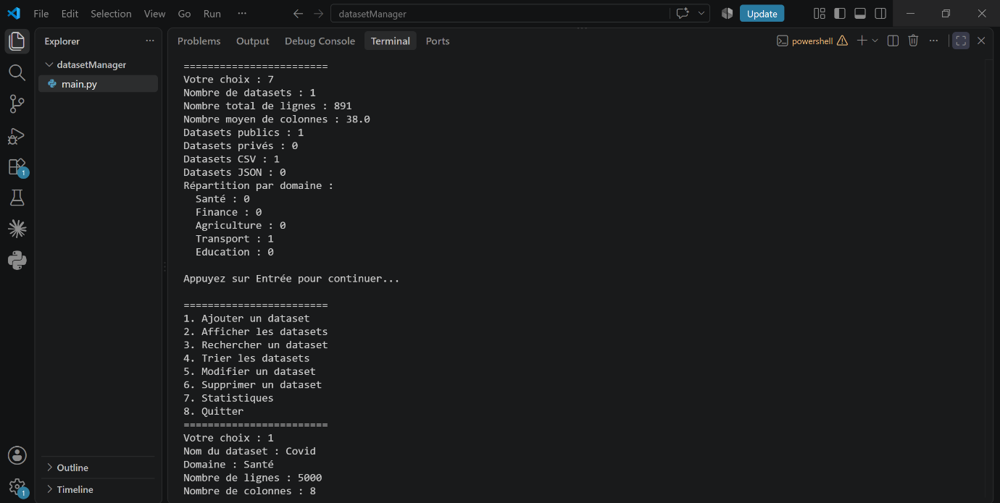 File Edit Selection View Go Run ··· datasetManager Update
Explorer ···
Problems Output Debug Console Terminal Ports powershell ···
datasetManager
main.py
========================
Votre choix : 7
Nombre de datasets : 1
Nombre total de lignes : 891
Nombre moyen de colonnes : 38.0
Datasets publics : 1
Datasets privés : 0
Datasets CSV : 1
Datasets JSON : 0
Répartition par domaine :
Santé : 0
Finance : 0
Agriculture : 0
Transport : 1
Education : 0
Appuyez sur Entrée pour continuer...
========================
1. Ajouter un dataset
2. Afficher les datasets
3. Rechercher un dataset
4. Trier les datasets
5. Modifier un dataset
6. Supprimer un dataset
7. Statistiques
8. Quitter
========================
Votre choix : 1
Nom du dataset : Covid
Domaine : Santé
Nombre de lignes : 5000
Nombre de colonnes : 8
1
Outline
Timeline
1